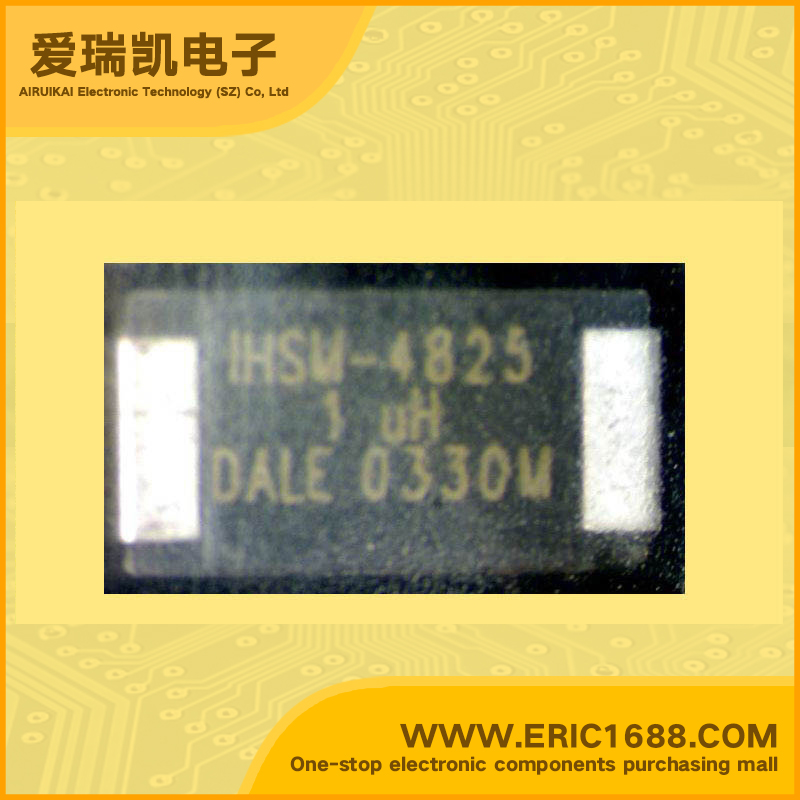 爱瑞凯电子
AIRUIKAI Electronic Technology (SZ) Co, Ltd
IHSM-4825
1 uH
DALE 0330M
WWW.ERIC1688.COM
One-stop electronic components purchasing mall